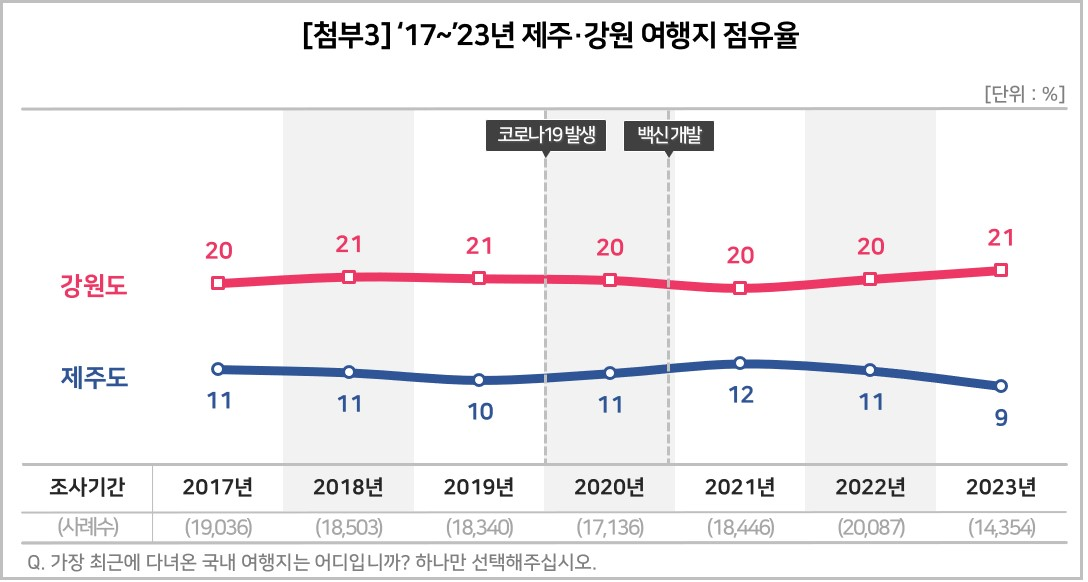 [첨부3] ‘17~’23년 제주·강원 여행지 점유율
[단위 : %]
코로나19 발생 백신 개발
20 21 21 20 20 20 21
강원도
제주도
11 11 10 11 12 11 9
조사기간 2017년 2018년 2019년 2020년 2021년 2022년 2023년
(사례수) (19,036) (18,503) (18,340) (17,136) (18,446) (20,087) (14,354)
Q. 가장 최근에 다녀온 국내 여행지는 어디입니까? 하나만 선택해주십시오.